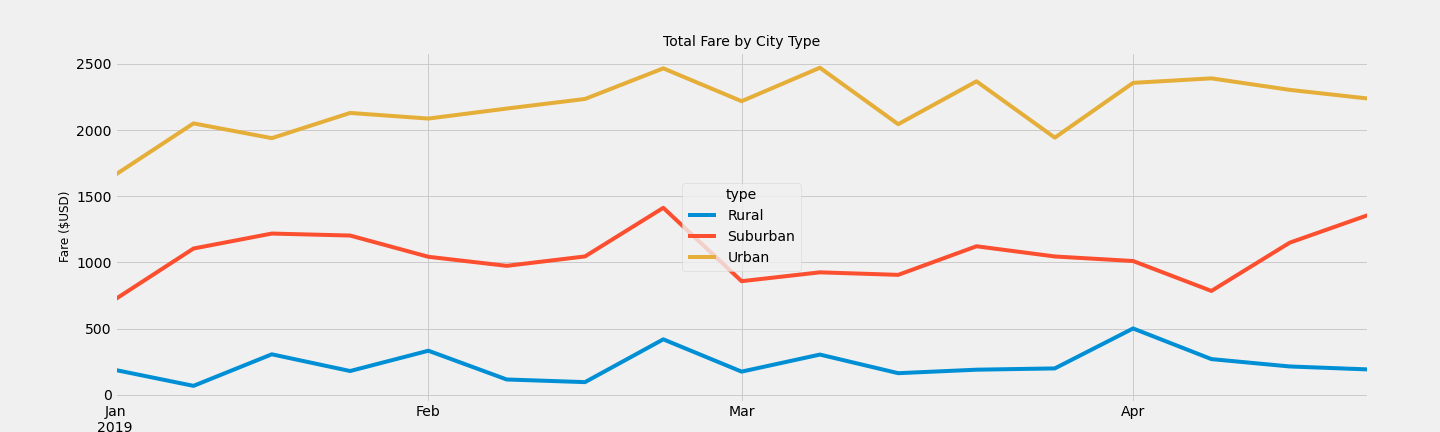 Total Fare by City Type
Fare ($USD)
2500
2000
1500
1000
500
0
type
Rural
Suburban
Urban
Jan
2019
Feb
Mar
Apr